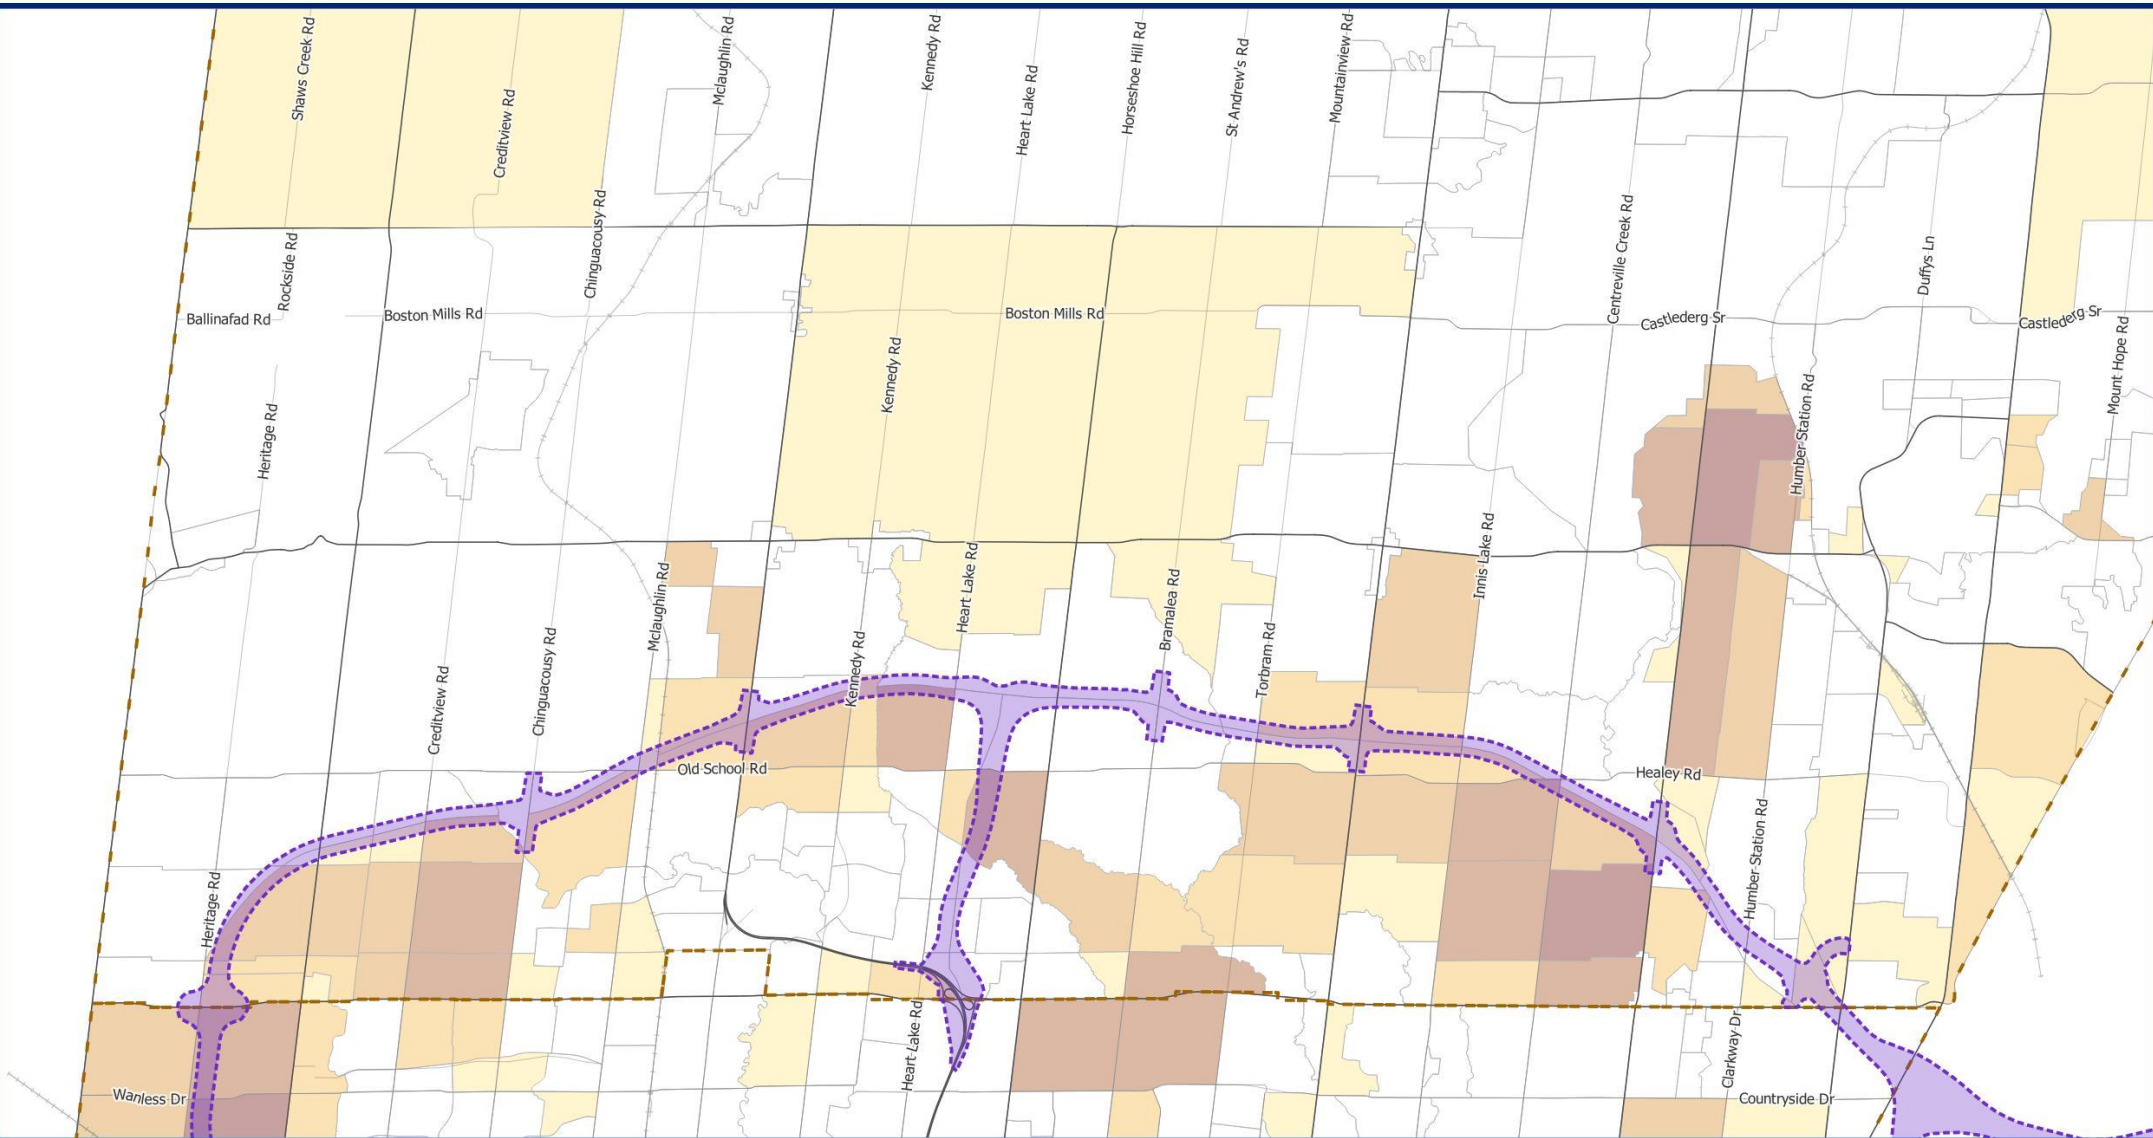 Shaws Creek Rd
Creditview Rd
Mclaughlin Rd
Kennedy Rd
Heart Lake Rd
Horseshoe Hill Rd
St Andrew's Rd
Mountainview Rd
Chinguacousy Rd
Rockside Rd
Centreville Creek Rd
Duffys Ln
Ballinafad Rd
Boston Mills Rd
Boston Mills Rd
Castlederg Sr
Castlederg Sr
Mount Hope Rd
Kennedy Rd
Heritage Rd
Humber Station Rd
Mclaughlin Rd
Heart Lake Rd
Bramalea Rd
Innis Lake Rd
Torbram Rd
Kennedy Rd
Chinguacousy Rd
Creditview Rd
Old School Rd
Healey Rd
Humber Station Rd
Heritage Rd
Heart Lake Rd
Clarkway Dr
Wanless Dr
Countryside Dr